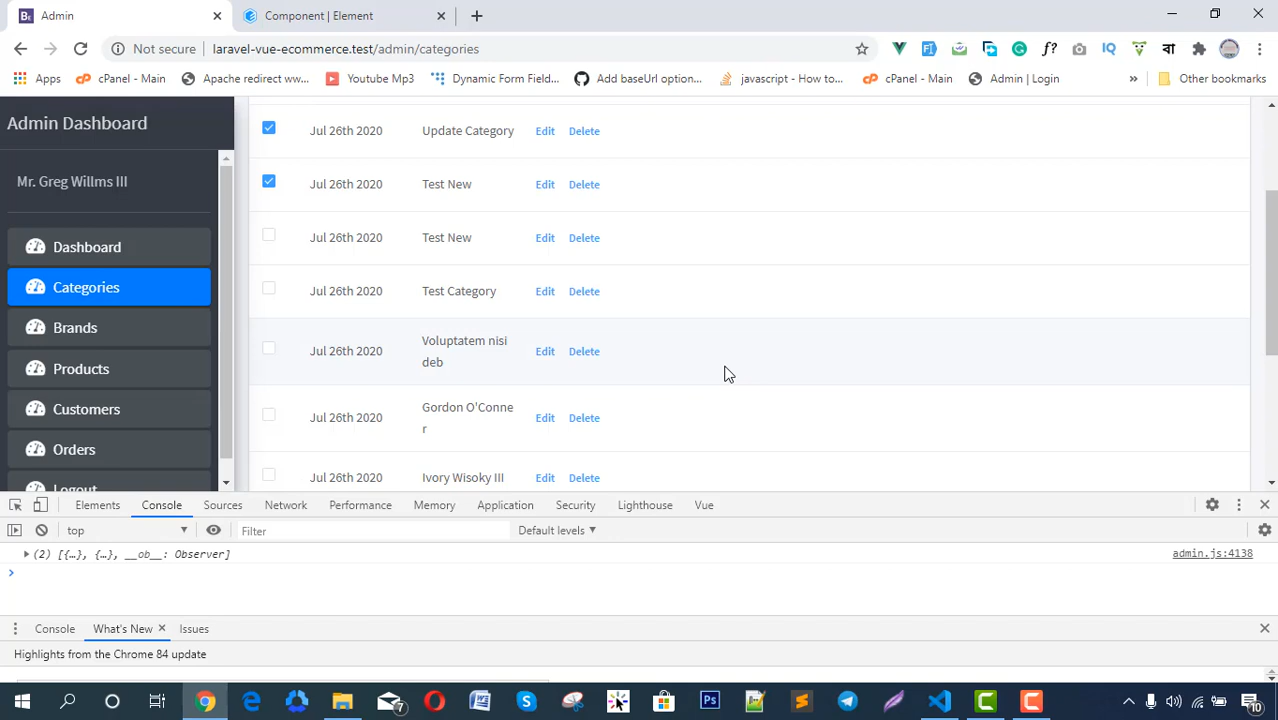 Admin
Component | Element
Not secure
laravel-vue-ecommerce.test/admin/categories
f?
IQ
বা
Apps
cPanel - Main
Apache redirect ww...
Youtube Mp3
Dynamic Form Field...
Add baseUrl option...
javascript - How to...
cPanel - Main
Admin | Login
»
Other bookmarks
Admin Dashboard
Mr. Greg Willms III
Dashboard
Categories
Brands
Products
Customers
Orders
Logout
Jul 26th 2020 Update Category Edit Delete
Jul 26th 2020 Test New Edit Delete
Jul 26th 2020 Test New Edit Delete
Jul 26th 2020 Test Category Edit Delete
Jul 26th 2020 Voluptatem nisi Edit Delete
deb
Jul 26th 2020 Gordon O'Conne Edit Delete
r
Jul 26th 2020 Ivory Wisoky III Edit Delete
Elements Console Sources Network Performance Memory Application Security Lighthouse Vue
top Filter Default levels
(2) [{…}, {…}, __ob__: Observer] admin.js:4138
Console What's New Issues
Highlights from the Chrome 84 update
7
W
Ps
10